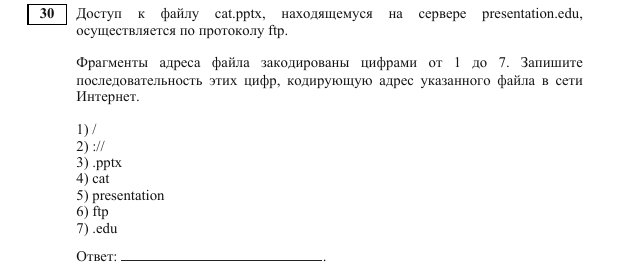 30 Доступ к файлу cat.pptx, находящемуся на сервере presentation.edu,
осуществляется по протоколу ftp.
Фрагменты адреса файла закодированы цифрами от 1 до 7. Запишите
последовательность этих цифр, кодирующую адрес указанного файла в сети
Интернет.
1) /
2) ://
3) .pptx
4) cat
5) presentation
6) ftp
7) .edu
Ответ: ______________________________.